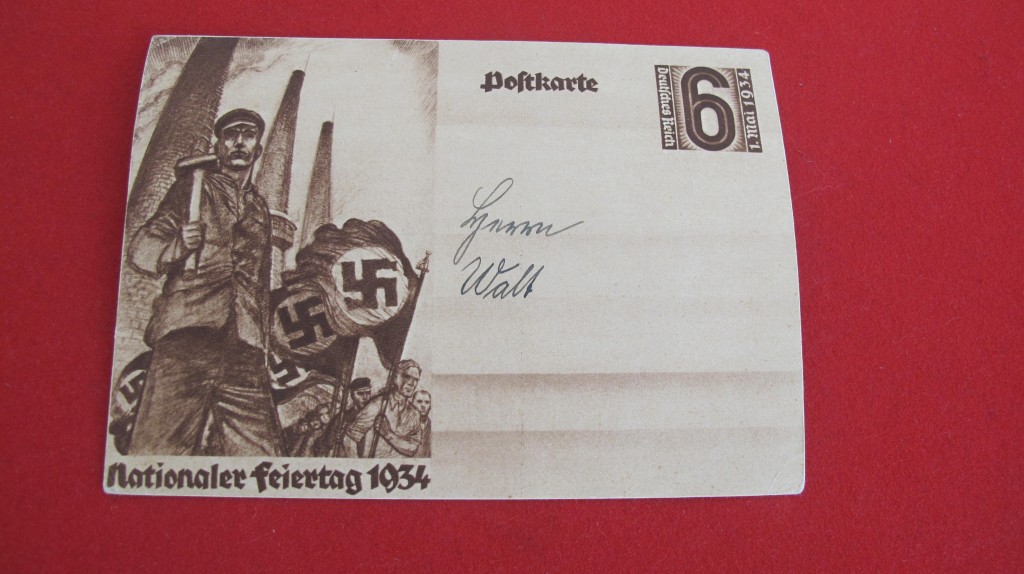 Postkarte
Deutsches Reich
6
1. Mai 1934
Herrn
Walt
Nationaler Feiertag 1934